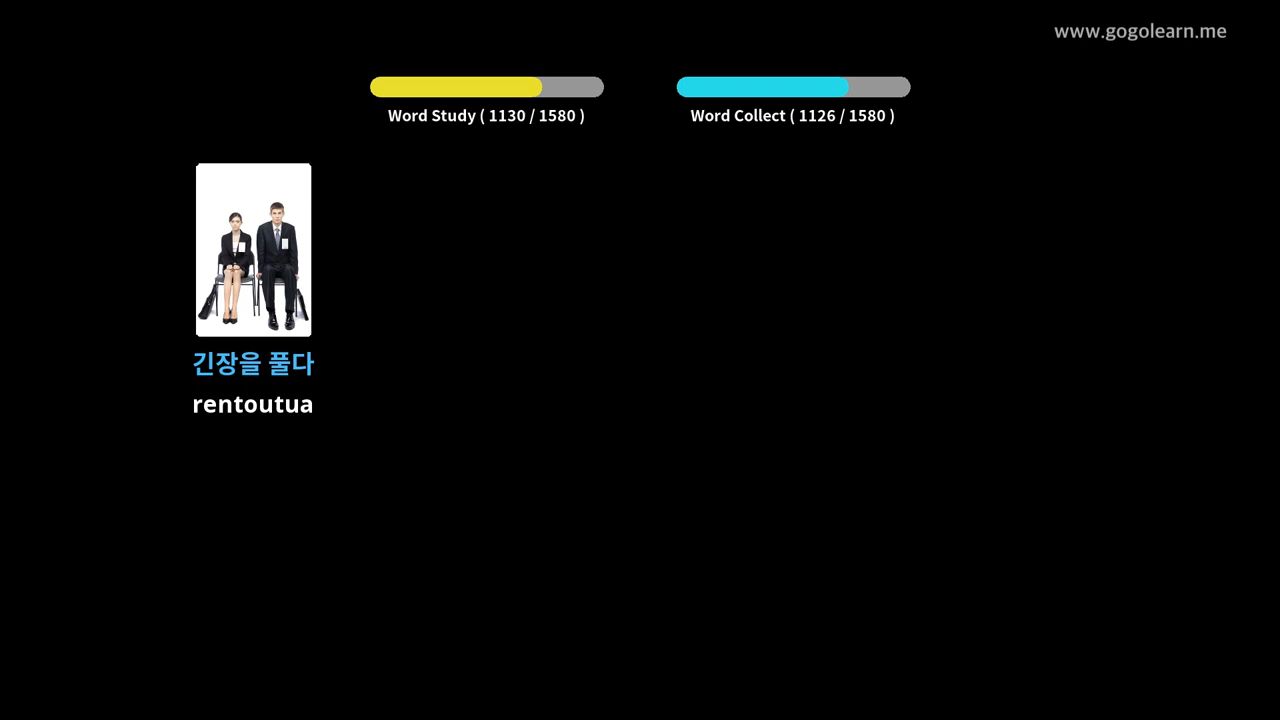 www.gogolearn.me
Word Study ( 1130 / 1580 )
Word Collect ( 1126 / 1580 )
긴장을 풀다
rentoutua